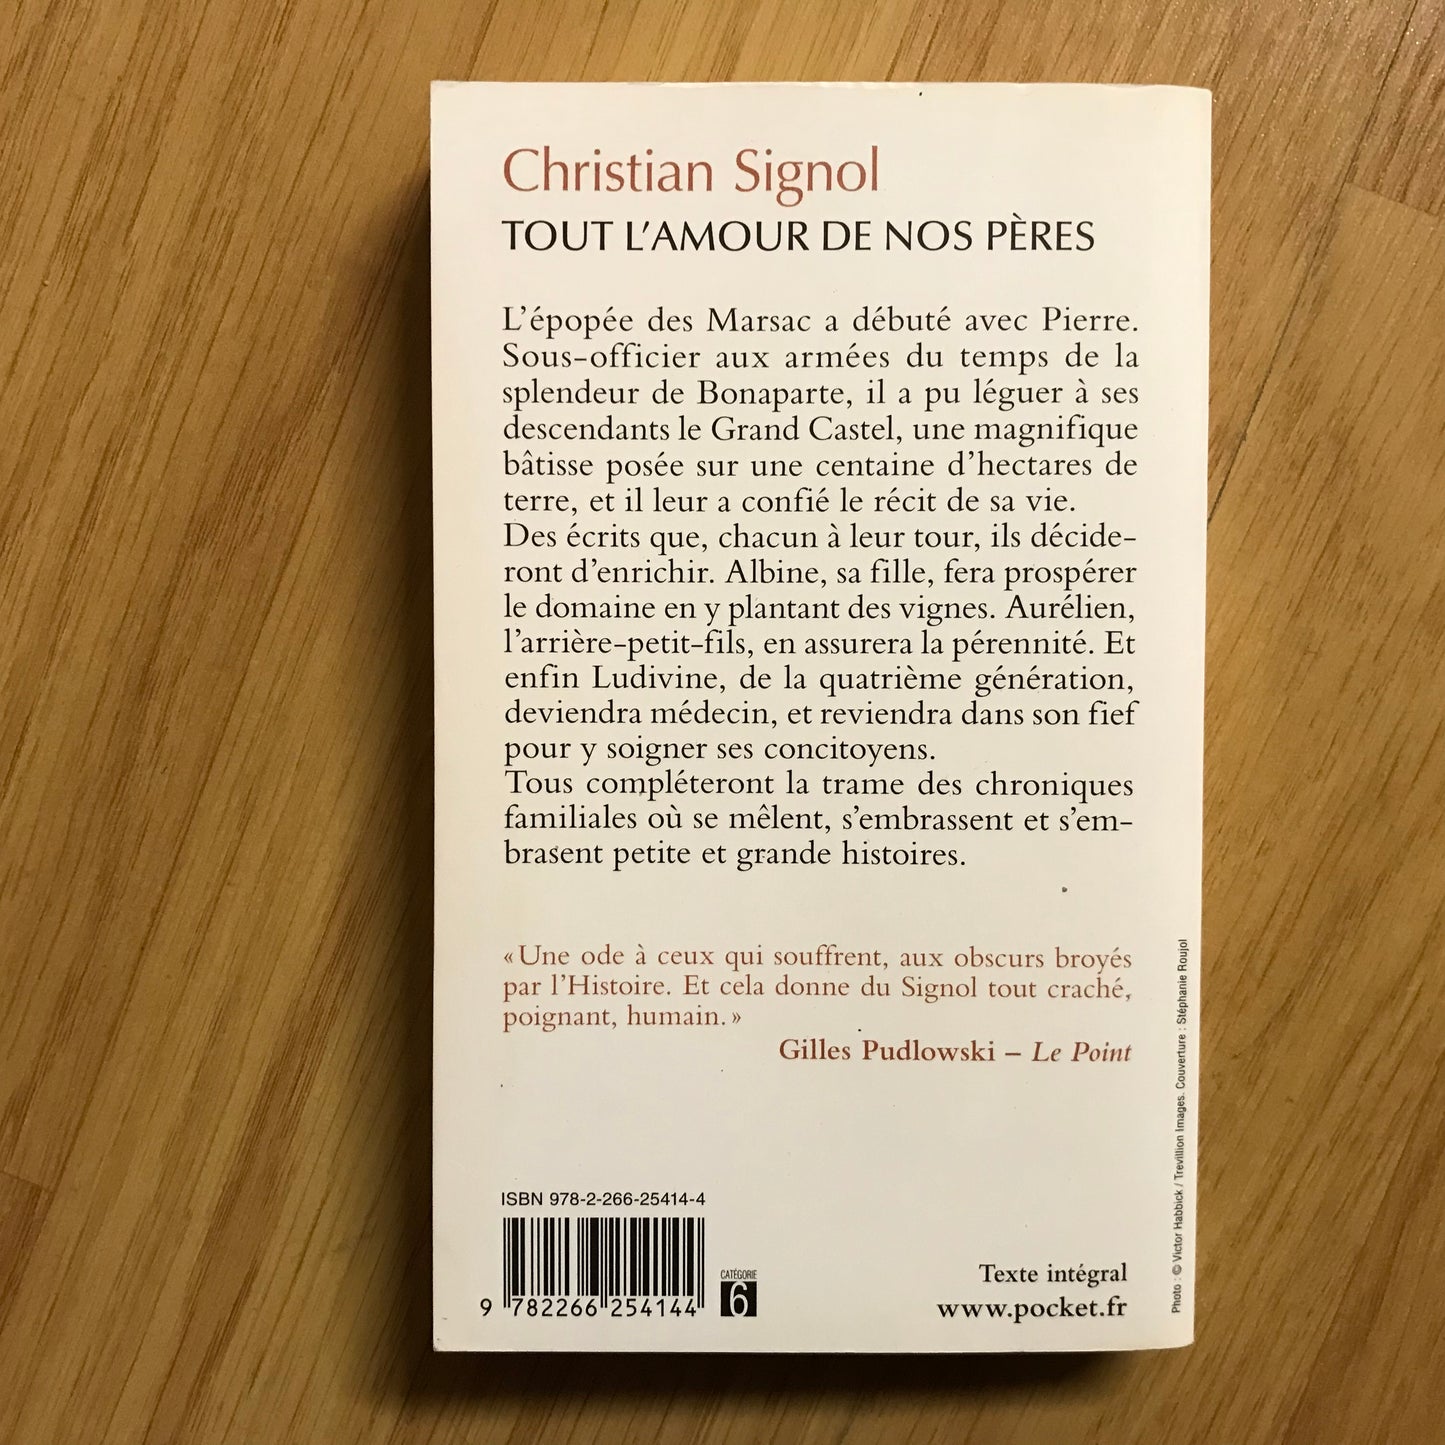 Christian Signol
TOUT L'AMOUR DE NOS PÈRES
L'épopée des Marsac a débuté avec Pierre.
Sous-officier aux armées du temps de la
splendeur de Bonaparte, il a pu léguer à ses
descendants le Grand Castel, une magnifique
bâtisse posée sur une centaine d'hectares de
terre, et il leur a confié le récit de sa vie.
Des écrits que, chacun à leur tour, ils décide-
ront d'enrichir. Albine, sa fille, fera prospérer
le domaine en y plantant des vignes. Aurélien,
l'arrière-petit-fils, en assurera la pérennité. Et
enfin Ludivine, de la quatrième génération,
deviendra médecin, et reviendra dans son fief
pour y soigner ses concitoyens.
Tous compléteront la trame des chroniques
familiales où se mêlent, s'embrassent et s'em-
brasent petite et grande histoires.
« Une ode à ceux qui souffrent, aux obscurs broyés
par l'Histoire. Et cela donne du Signol tout craché,
poignant, humain. »
Gilles Pudlowski – Le Point
ISBN 978-2-266-25414-4
9 782266 254144
CATÉGORIE
6
Texte intégral
www.pocket.fr
Photo : © Victor Habbick / Trevillion Images. Couverture : Stéphanie Roujol